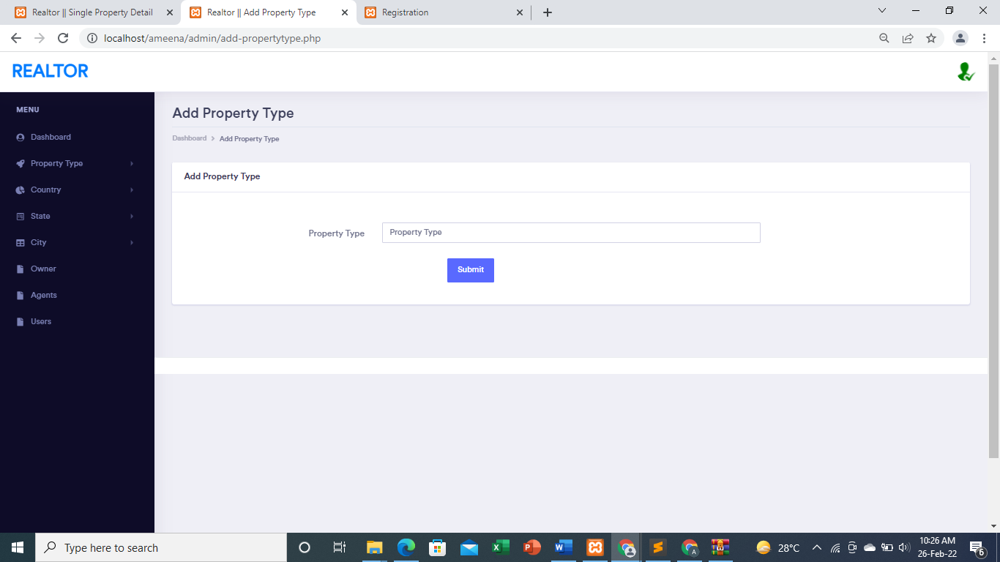 Realtor || Single Property Detail
Realtor || Add Property Type
Registration
localhost/ameena/admin/add-propertytype.php
REALTOR
MENU
Dashboard
Property Type
Country
State
City
Owner
Agents
Users
Add Property Type
Dashboard > Add Property Type
Add Property Type
Property Type
Property Type
Submit
Type here to search
28°C
10:26 AM
26-Feb-22
6